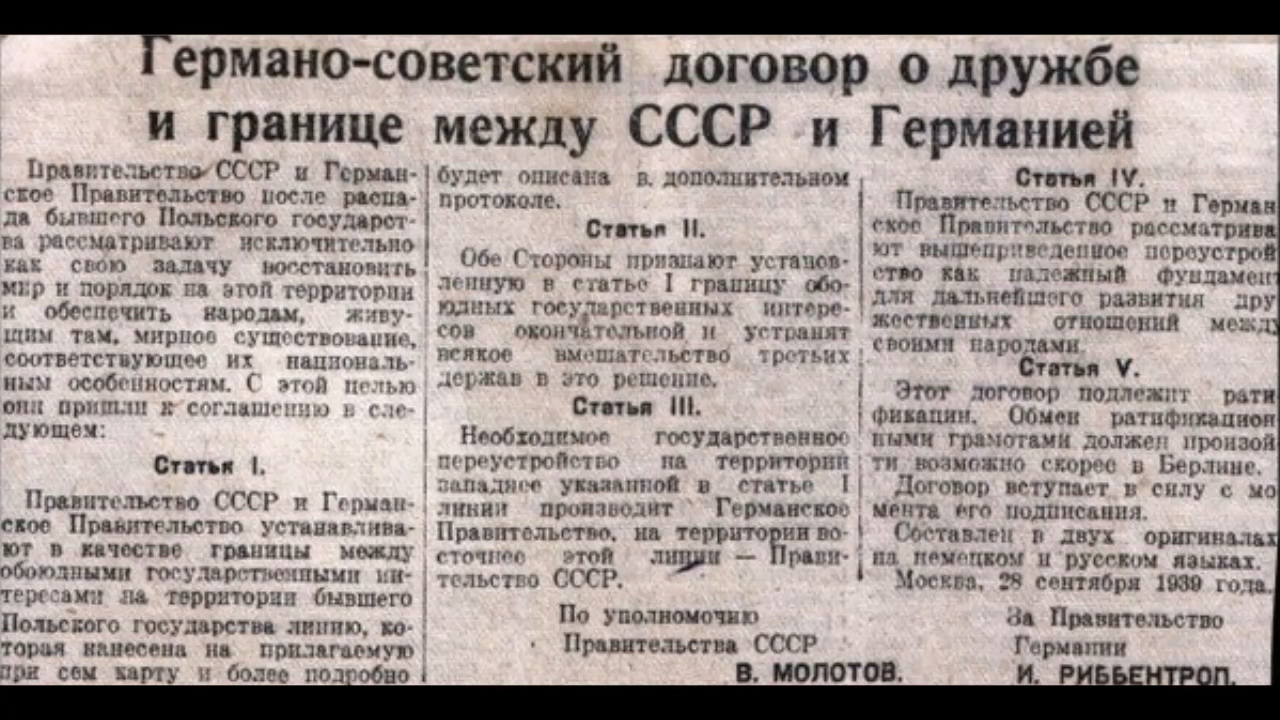 Германо-советский договор о дружбе
и границе между СССР и Германией
Правительство СССР и Герман-
ское Правительство после распа-
да бывшего Польского государст-
ва рассматривают исключительно
как свою задачу восстановить
мир и порядок на этой территории
и обеспечить народам, живу-
щим там, мирное существование,
соответствующее их националь-
ным особенностям. С этой целью
они пришли к соглашению в сле-
дующем:
Статья I.
Правительство СССР и Герман-
ское Правительство устанавлива-
ют в качестве границы между
обоюдными государственными ин-
тересами на территории бывшего
Польского государства линию, ко-
торая нанесена на прилагаемую
при сем карту и более подробно
будет описана в дополнительном
протоколе.
Статья II.
Обе Стороны признают установ-
ленную в статье I границу обо-
юдных государственных интере-
сов окончательной и устранят
всякое вмешательство третьих
держав в это решение.
Статья III.
Необходимое государственное
переустройство на территории
западнее указанной в статье I
линии производит Германское
Правительство, на территории во-
сточнее этой линии — Прави-
тельство СССР.
По уполномочию
Правительства СССР
В. МОЛОТОВ.
Статья IV.
Правительство СССР и Герман
ское Правительство рассматрива
ют вышеприведенное переустрой
ство как надежный фундамент
для дальнейшего развития дру
жественных отношений между
своими народами
Статья V.
Этот договор подлежит рати
фикации. Обмен ратификацион
ными грамотами должен произой
ти возможно скорее в Берлине.
Договор вступает в силу с мо
мента его подписания.
Составлен в двух оригиналах
на немецком и русском языках.
Москва, 28 сентября 1939 года.
За Правительство
Германии
И. РИББЕНТРОП.